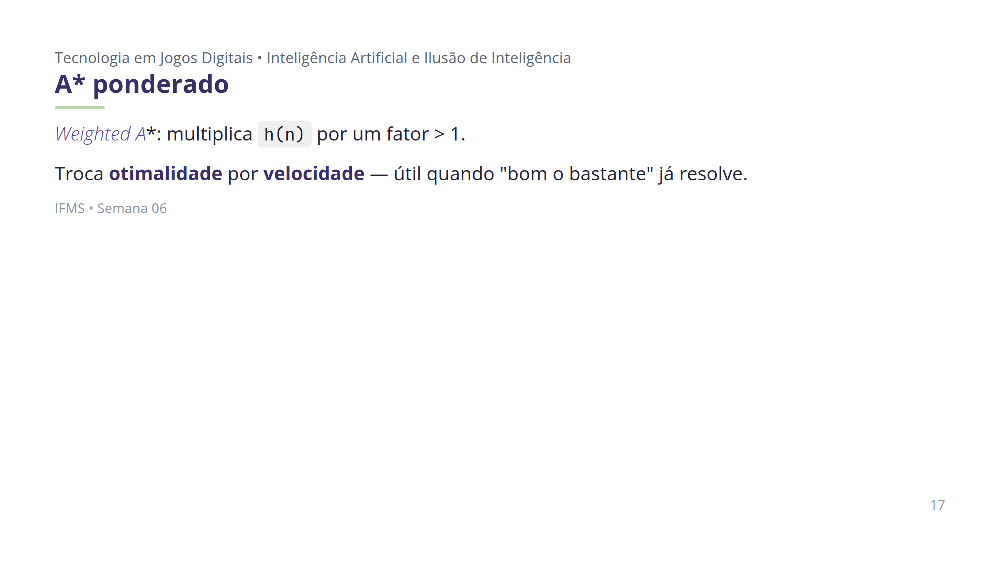 Tecnologia em Jogos Digitais • Inteligência Artificial e Ilusão de Inteligência
A* ponderado
Weighted A*: multiplica h(n) por um fator > 1.
Troca otimalidade por velocidade — útil quando "bom o bastante" já resolve.
IFMS • Semana 06
17